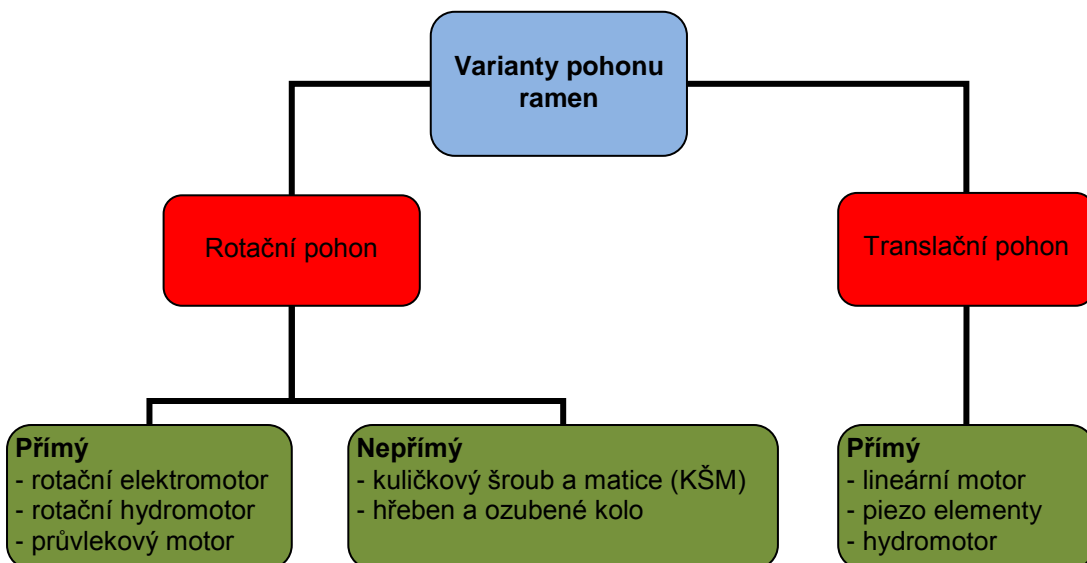 Varianty pohonu
ramen
Rotační pohon
Translační pohon
Přímý
- rotační elektromotor
- rotační hydromotor
- průvlekový motor
Nepřímý
- kuličkový šroub a matice (KŠM)
- hřeben a ozubené kolo
Přímý
- lineární motor
- piezo elementy
- hydromotor